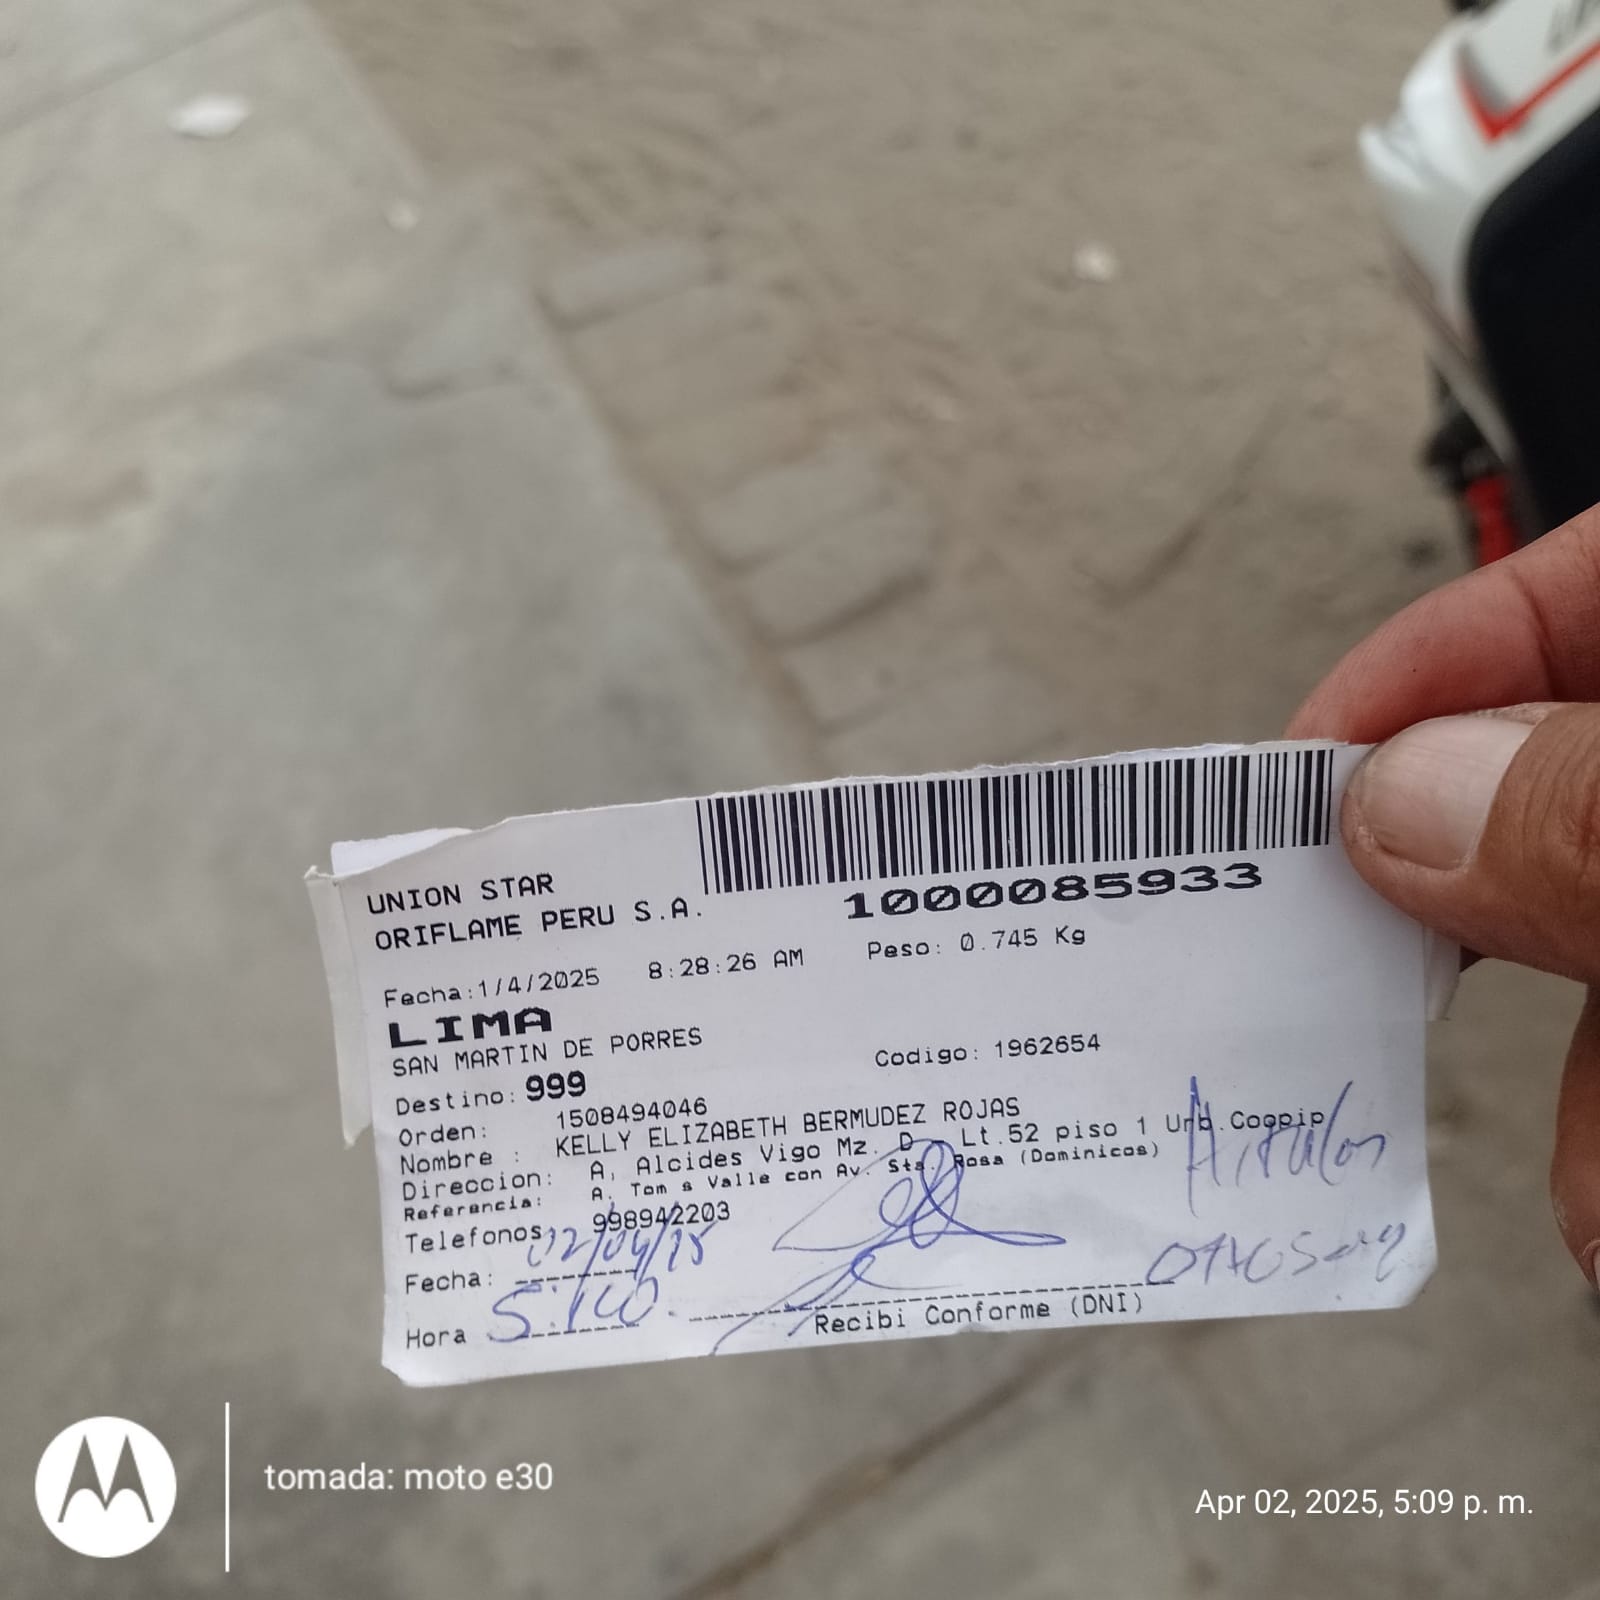 UNION STAR
ORIFLAME PERU S.A.
1000085933
Fecha:1/4/2025 8:28:26 AM Peso: 0.745 Kg
LIMA
SAN MARTIN DE PORRES
Destino: 999 Codigo: 1962654
Orden: 1508494046
Nombre : KELLY ELIZABETH BERMUDEZ ROJAS
Direccion: A, Alcides Vigo Mz. D - Lt.52 piso 1 Urb.Coopip
Referencia: A. Tom s Valle con Av. Sta. Rosa (Dominicos)
Telefonos 998942203
Fecha: 02/04/25
Hora
Recibi Conforme (DNI)
tomada: moto e30
Apr 02, 2025, 5:09 p. m.